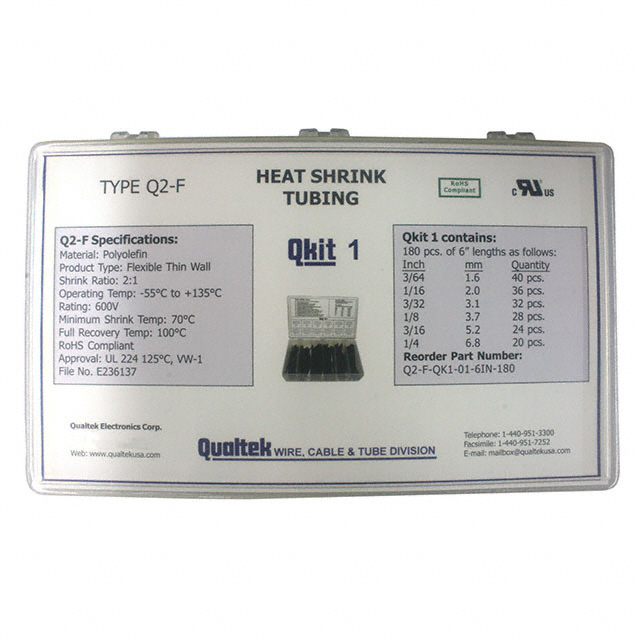 TYPE Q2-F
HEAT SHRINK
TUBING
RoHS
Compliant
C RU US
Q2-F Specifications:
Material: Polyolefin
Product Type: Flexible Thin Wall
Shrink Ratio: 2:1
Operating Temp: -55°C to +135°C
Rating: 600V
Minimum Shrink Temp: 70°C
Full Recovery Temp: 100°C
RoHS Compliant
Approval: UL 224 125°C, VW-1
File No. E236137
Qkit 1
Qkit 1 contains:
180 pcs. of 6" lengths as follows:
Inch mm Quantity
3/64 1.6 40 pcs.
1/16 2.0 36 pcs.
3/32 3.1 32 pcs.
1/8 3.7 28 pcs.
3/16 5.2 24 pcs.
1/4 6.8 20 pcs.
Reorder Part Number:
Q2-F-QK1-01-6IN-180
Qualtek Electronics Corp.
Web: www.qualtekusa.com
Qualtek WIRE, CABLE & TUBE DIVISION
Telephone: 1-440-951-3300
Facsimile: 1-440-951-7252
E-mail: mailbox@qualtekusa.com